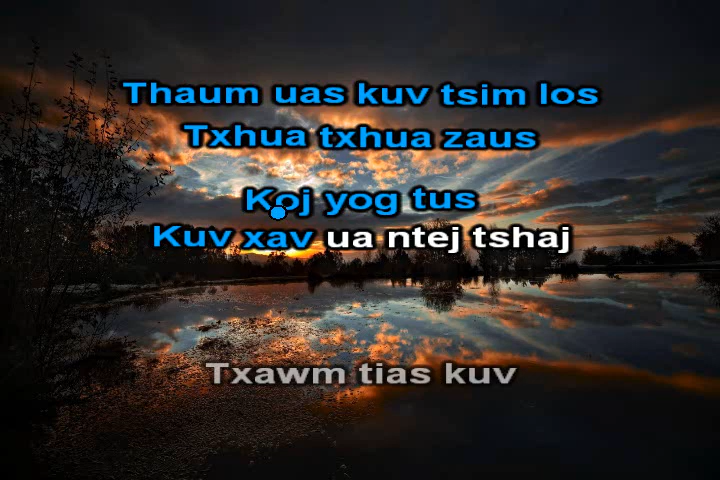 Thaum uas kuv tsim los
Txhua txhua zaus
Koj yog tus
Kuv xav ua ntej tshaj
Txawm tias kuv